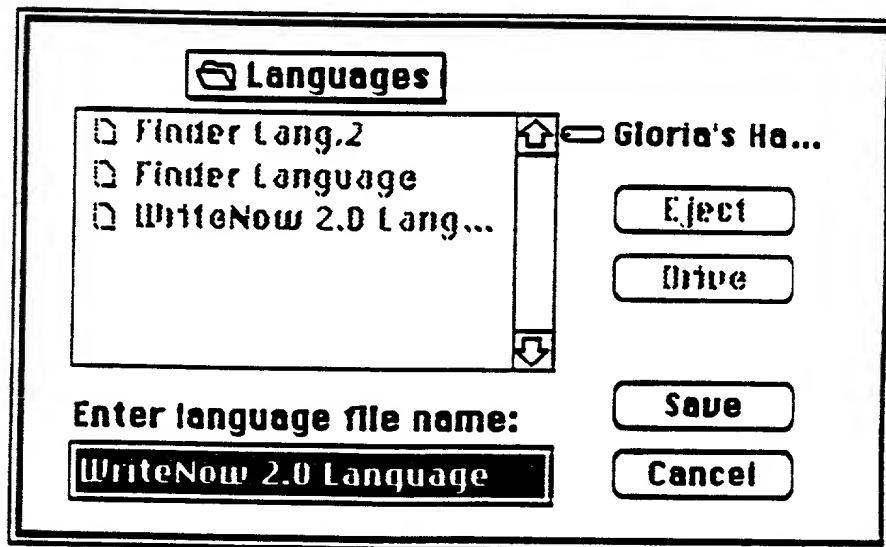 Languages
Finder Lang.2
Finder Language
WriteNow 2.0 Lang...
Gloria's Ha...
Eject
Drive
Enter language file name:
WriteNow 2.0 Language
Save
Cancel